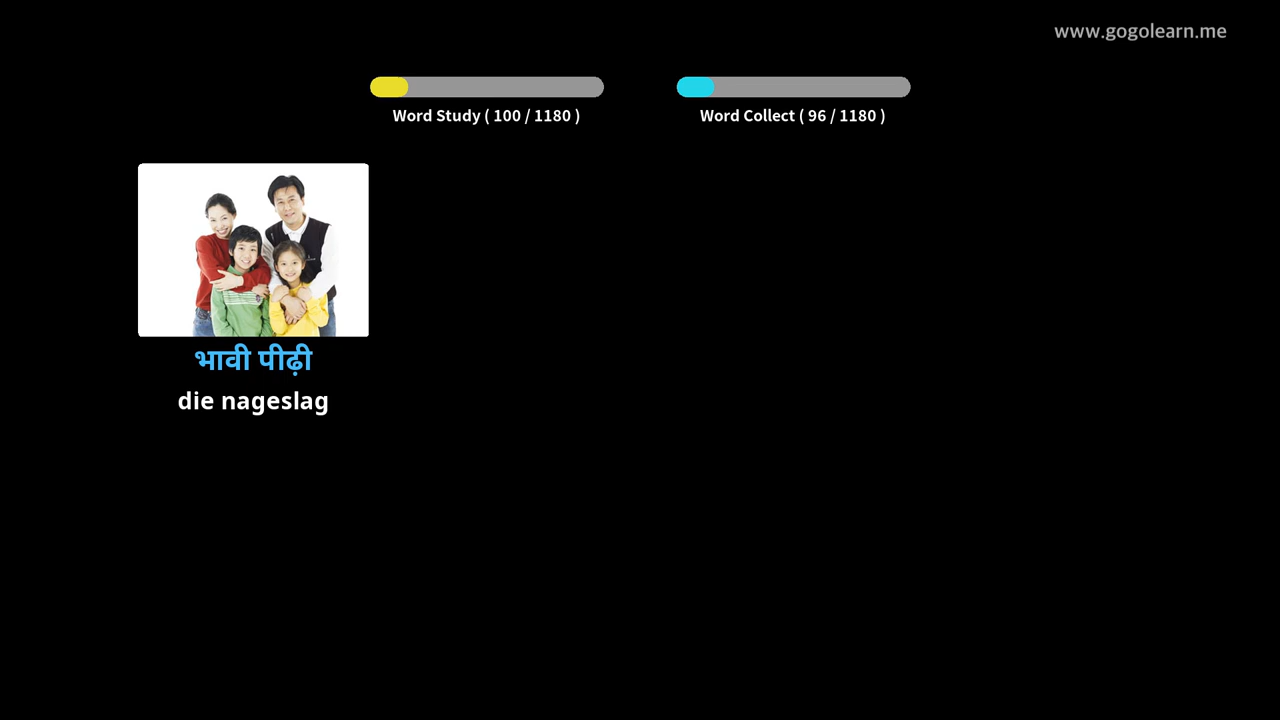 www.gogolearn.me
Word Study ( 100 / 1180 )
Word Collect ( 96 / 1180 )
भावी पीढ़ी
die nageslag